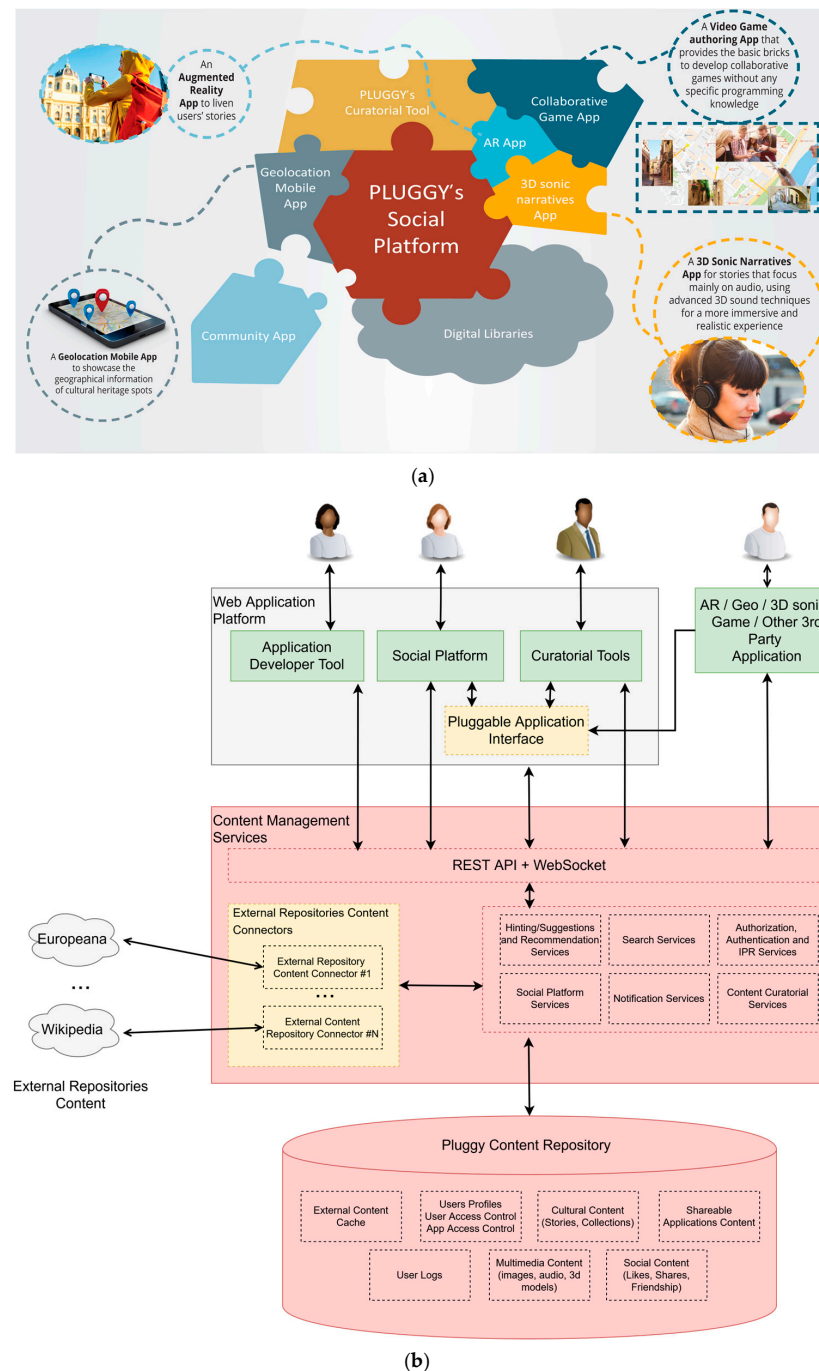 An
Augmented
Reality
App to liven
users' stories
PLUGGY's
Curatorial Tool
Collaborative
Game App
A Video Game
authoring App that
provides the basic bricks
to develop collaborative
games without any
specific programming
knowledge
AR App
Geolocation
Mobile
App
PLUGGY's
Social
Platform
3D sonic
narratives
App
A 3D Sonic Narratives
App for stories that focus
mainly on audio, using
advanced 3D sound techniques
for a more immersive and
realistic experience
Community App
Digital Libraries
A Geolocation Mobile App
to showcase the
geographical information
of cultural heritage spots
(a)
Web Application
Platform
Application
Developer Tool
Social Platform
Curatorial Tools
AR / Geo / 3D sonic
Game / Other 3rd
Party
Application
Pluggable Application
Interface
Content Management
Services
REST API + WebSocket
External Repositories Content
Connectors
External Repository
Content Connector #1
...
External Content
Repository Connector #N
Hinting/Suggestions
and Recommendation
Services
Search Services
Authorization,
Authentication and
IPR Services
Social Platform
Services
Notification Services
Content Curatorial
Services
Europeana
...
Wikipedia
External Repositories
Content
Pluggy Content Repository
External Content
Cache
Users Profiles
User Access Control
App Access Control
Cultural Content
(Stories, Collections)
Shareable
Applications Content
User Logs
Multimedia Content
(images, audio, 3d
models)
Social Content
(Likes, Shares,
Friendship)
(b)